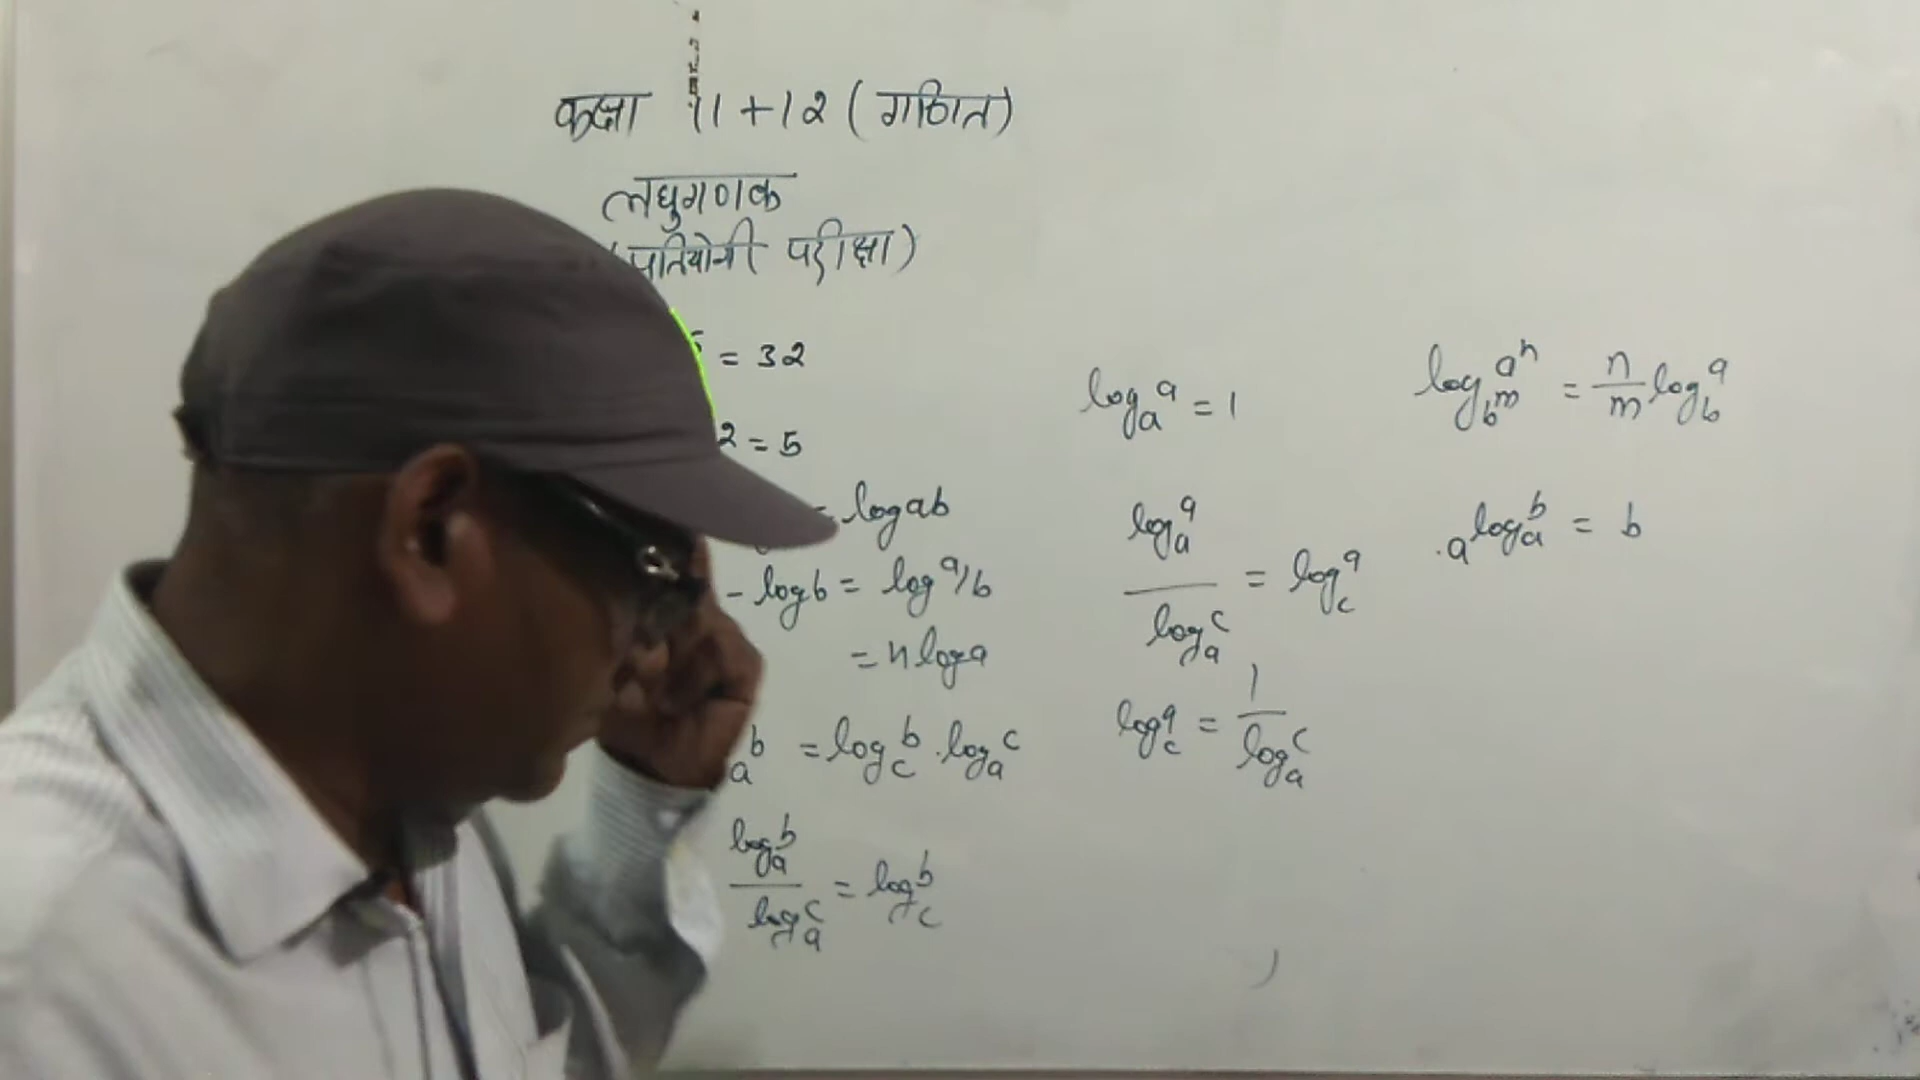 कक्षा 11+12 (गणित)
लघुगणक
(प्रतियोगी परीक्षा)
= 32
2 = 5
= log ab
- log b = log a/b
= n log a
a^b = log_c^b . log_a^c
log_a^b / log_a^c = log_c^b
log_a^a = 1
log_a^a / log_a^c = log_c^a
log_c^a = 1 / log_a^c
log_{b^m}^{a^n} = n/m log_b^a
.a^{log_a^b} = b